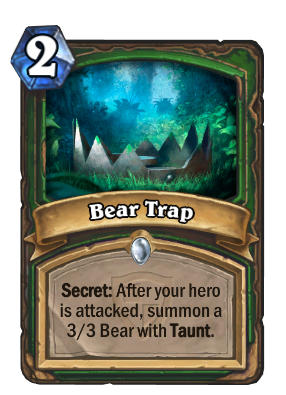 2
Bear Trap
Secret: After your hero
is attacked, summon a
3/3 Bear with Taunt.